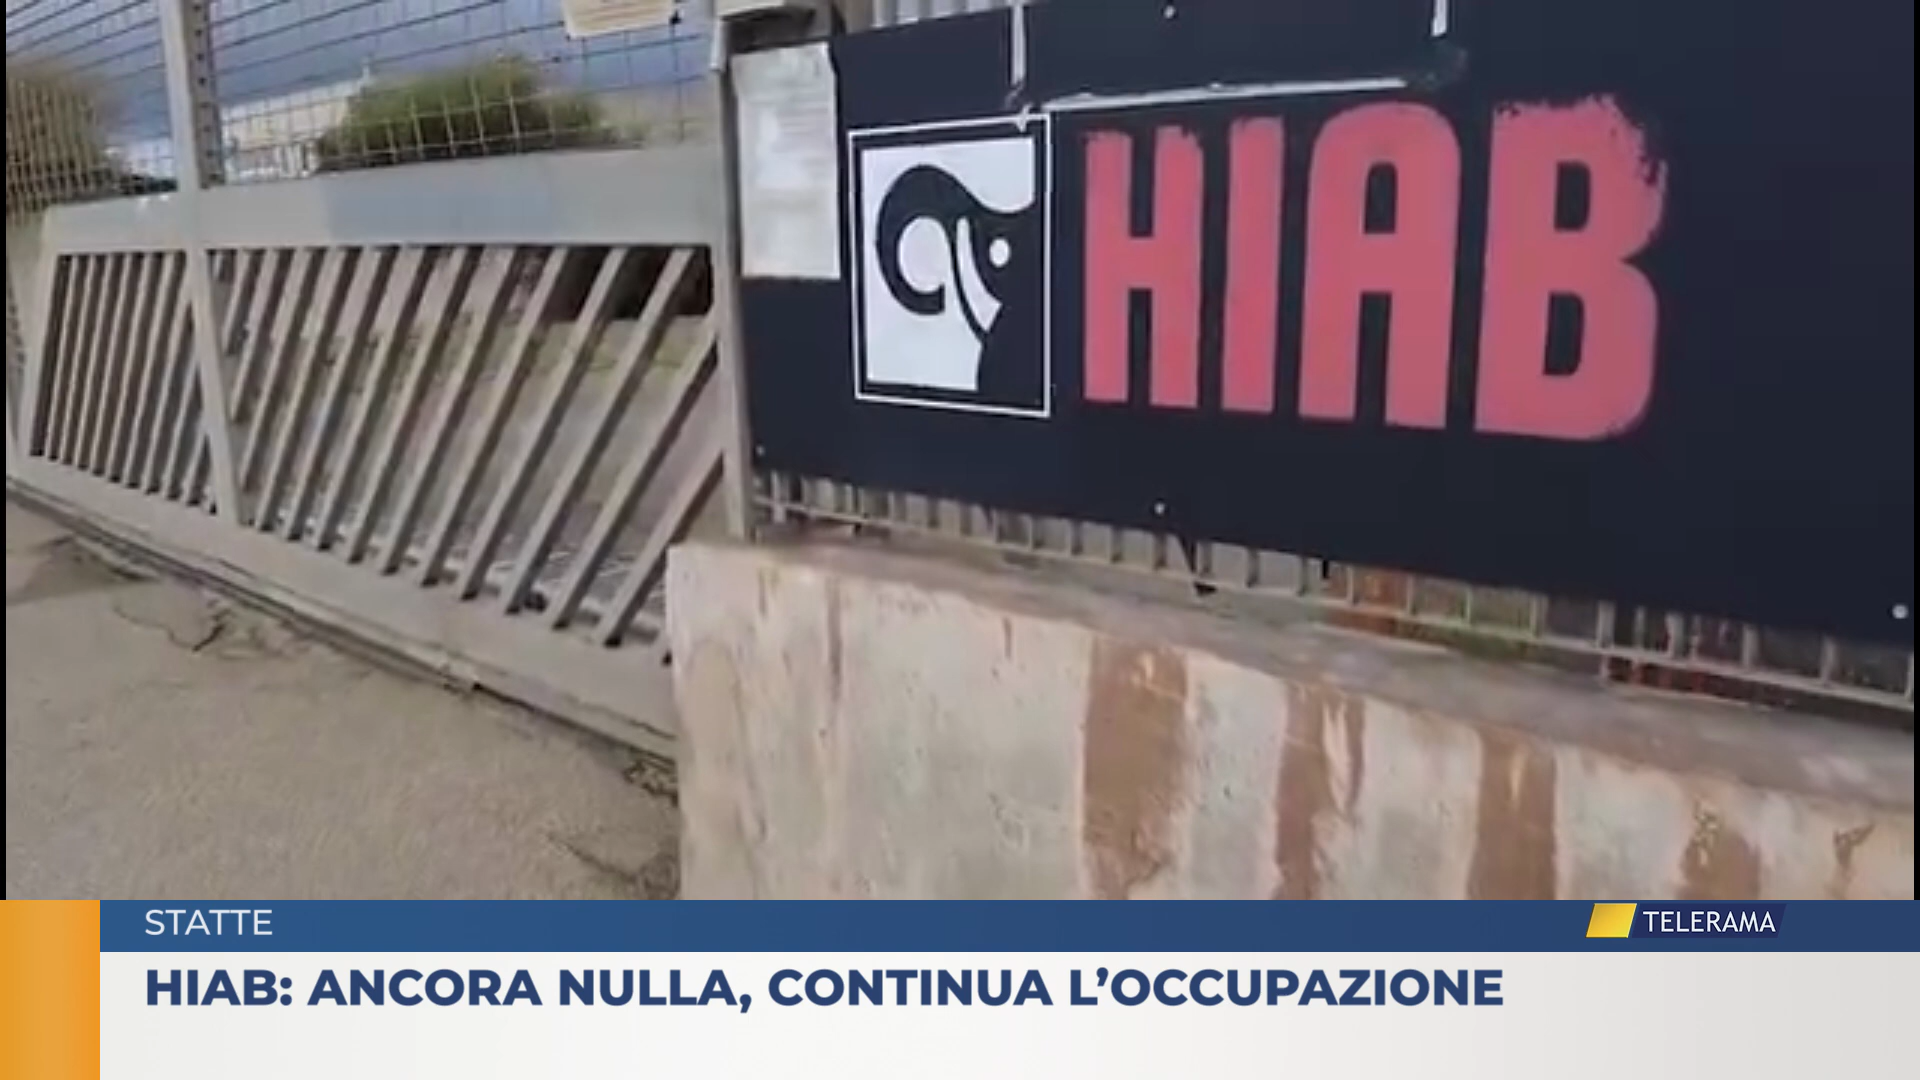 HIAB
STATTE
TELERAMA
HIAB: ANCORA NULLA, CONTINUA L’OCCUPAZIONE